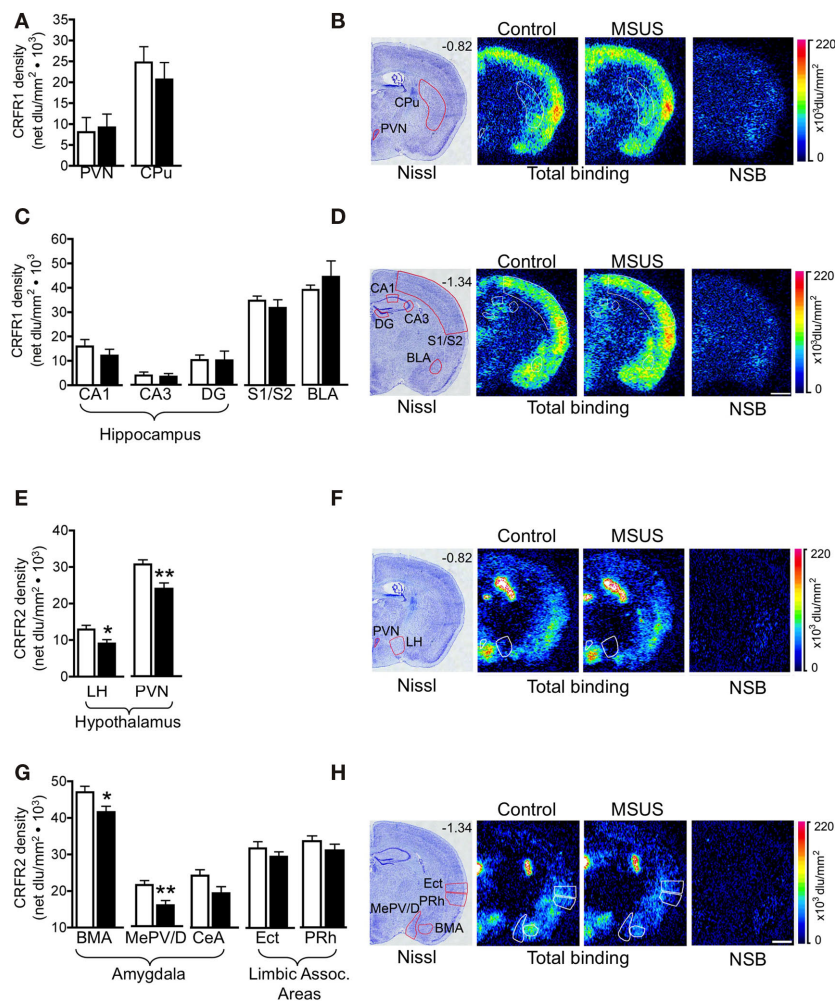 A
CRFR1 density
(net dlu/mm² • 10³)
35
25
20
15
10
5
0
PVN
CPu
B
Control
MSUS
-0.82
CPu
PVN
Nissl
Total binding
NSB
220
x10³dlu/mm²
0
C
CRFR1 density
(net dlu/mm² • 10³)
60
50
40
30
20
10
0
CA1
CA3
DG
S1/S2
BLA
Hippocampus
D
Control
MSUS
-1.34
CA1
DG
CA3
S1/S2
BLA
Nissl
Total binding
NSB
220
x10³dlu/mm²
0
E
CRFR2 density
(net dlu/mm² • 10³)
40
30
20
10
0
*
**
LH
PVN
Hypothalamus
F
Control
MSUS
-0.82
PVN
LH
Nissl
Total binding
NSB
220
x10³ dlu/mm²
0
G
CRFR2 density
(net dlu/mm² • 10³)
50
40
30
20
10
*
**
BMA
MePV/D
CeA
Ect
PRh
Amygdala
Limbic Assoc.
Areas
H
Control
MSUS
-1.34
Ect
PRh
MePV/D
BMA
Nissl
Total binding
NSB
220
x10³ dlu/mm²
0